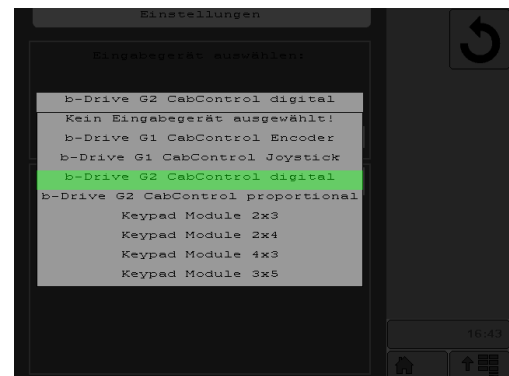 Einstellungen
Eingabegerät auswählen:
b-Drive G2 CabControl digital
Kein Eingabegerät ausgewählt!
b-Drive G1 CabControl Encoder
b-Drive G1 CabControl Joystick
b-Drive G2 CabControl digital
b-Drive G2 CabControl proportional
Keypad Module 2x3
Keypad Module 2x4
Keypad Module 4x3
Keypad Module 3x5
16:43